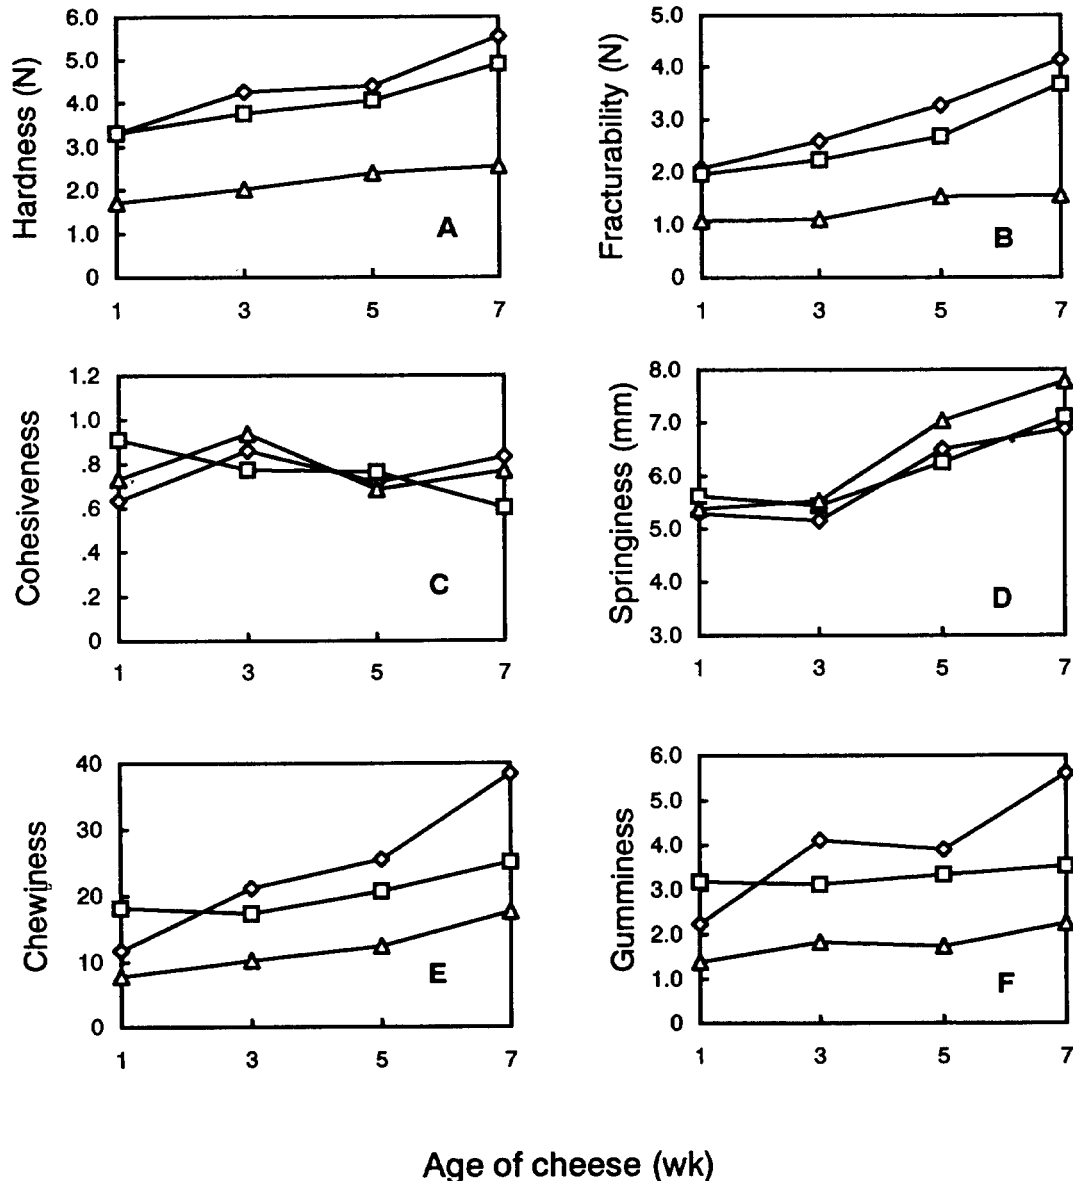 Hardness (N)
6.0
5.0
4.0
3.0
2.0
1.0
0
A
1 3 5 7
Fracturability (N)
5.0
4.0
3.0
2.0
1.0
0
B
1 3 5 7
Cohesiveness
1.2
1.0
.8
.6
.4
.2
0
C
1 3 5 7
Springiness (mm)
8.0
7.0
6.0
5.0
4.0
3.0
D
1 3 5 7
Chewiness
40
30
20
10
0
E
1 3 5 7
Gumminess
6.0
5.0
4.0
3.0
2.0
1.0
0
F
1 3 5 7
Age of cheese (wk)